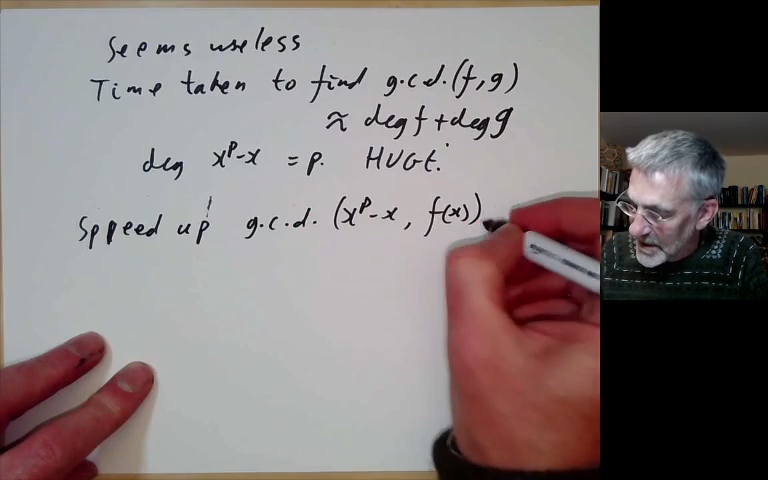 Seems useless
Time taken to find g.c.d.(f,g)
≈ deg f + deg g
deg x^p-x = p. HUGE.
Sppeed up g.c.d. (x^p-x, f(x))